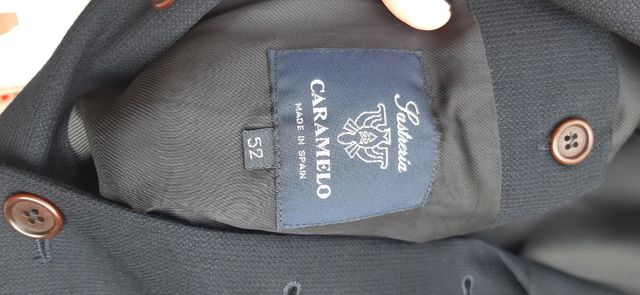 Sastrería
CARAMELO
MADE IN SPAIN
52